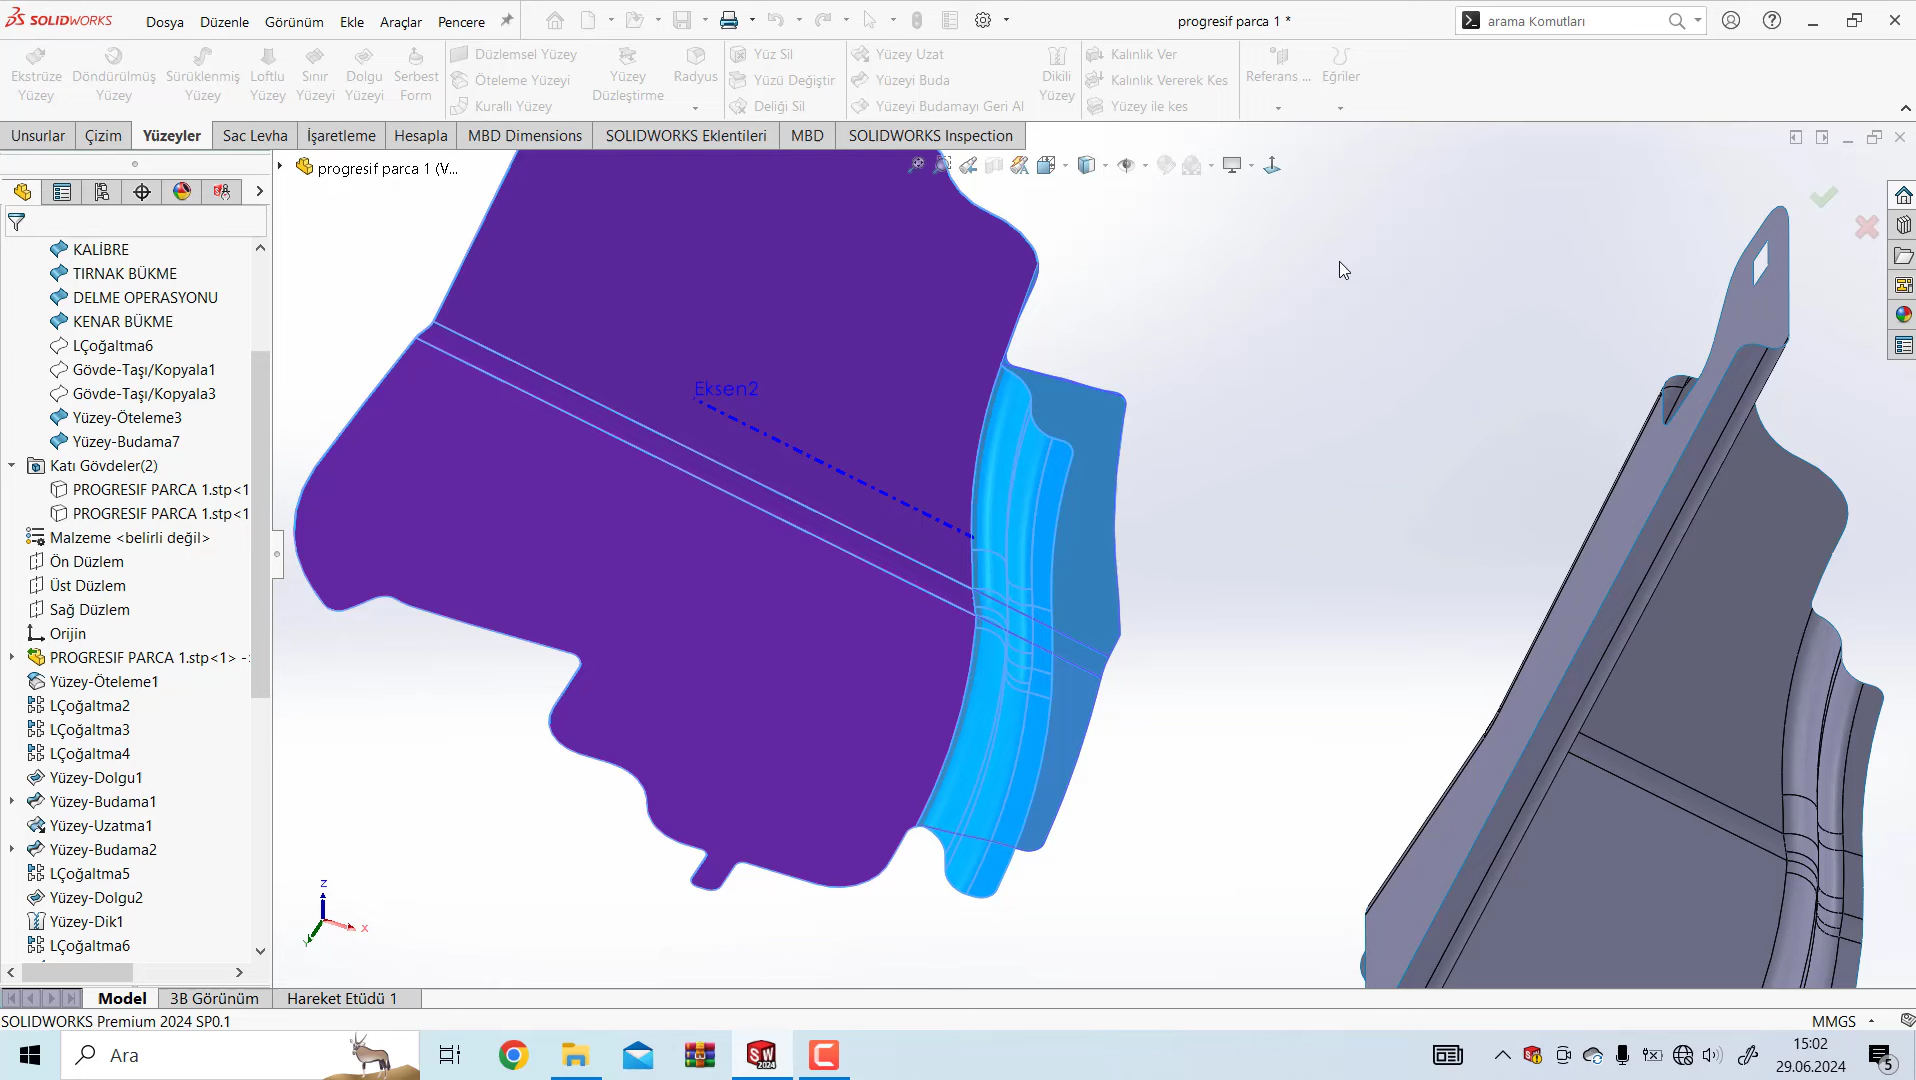 SOLIDWORKS
Dosya Düzenle Görünüm Ekle Araçlar Pencere
progresif parca 1 *
arama Komutları
Ekstrüze Yüzey
Döndürülmüş Yüzey
Sürüklenmiş Yüzey
Loftlu Yüzey
Sınır Yüzeyi
Dolgu Yüzeyi
Serbest Form
Düzlemsel Yüzey
Öteleme Yüzeyi
Kurallı Yüzey
Yüzey Düzleştirme
Radyus
Yüz Sil
Yüzü Değiştir
Deliği Sil
Yüzey Uzat
Yüzeyi Buda
Yüzeyi Budamayı Geri Al
Dikili Yüzey
Kalınlık Ver
Kalınlık Vererek Kes
Yüzey ile kes
Referans ...
Eğriler
Unsurlar Çizim Yüzeyler Sac Levha İşaretleme Hesapla MBD Dimensions SOLIDWORKS Eklentileri MBD SOLIDWORKS Inspection
progresif parca 1 (V...
KALİBRE
TIRNAK BÜKME
DELME OPERASYONU
KENAR BÜKME
LÇoğaltma6
Gövde-Taşı/Kopyala1
Gövde-Taşı/Kopyala3
Yüzey-Öteleme3
Yüzey-Budama7
Katı Gövdeler(2)
PROGRESIF PARCA 1.stp<1
PROGRESIF PARCA 1.stp<1
Malzeme <belirli değil>
Ön Düzlem
Üst Düzlem
Sağ Düzlem
Orijin
PROGRESIF PARCA 1.stp<1> -
Yüzey-Öteleme1
LÇoğaltma2
LÇoğaltma3
LÇoğaltma4
Yüzey-Dolgu1
Yüzey-Budama1
Yüzey-Uzatma1
Yüzey-Budama2
LÇoğaltma5
Yüzey-Dolgu2
Yüzey-Dik1
LÇoğaltma6
Eksen2
Z
X
Y
Model 3B Görünüm Hareket Etüdü 1
SOLIDWORKS Premium 2024 SP0.1
MMGS
Ara
SW
2024
15:02
29.06.2024
5